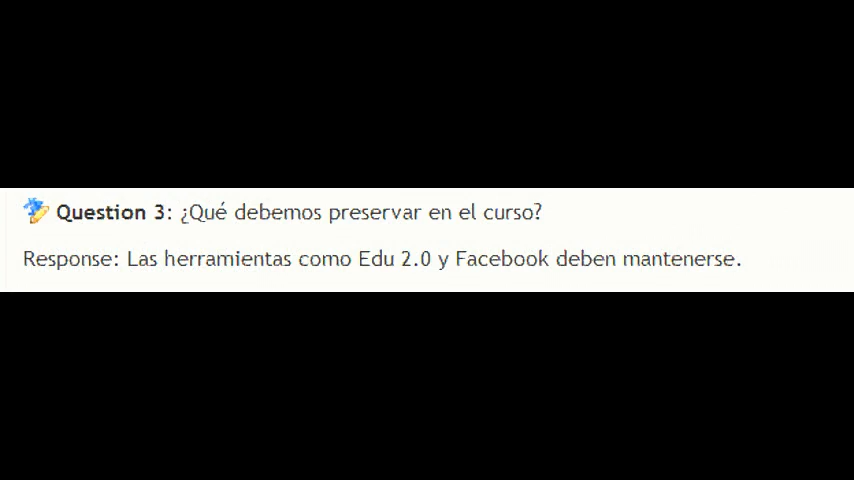 Question 3: ¿Qué debemos preservar en el curso?
Response: Las herramientas como Edu 2.0 y Facebook deben mantenerse.